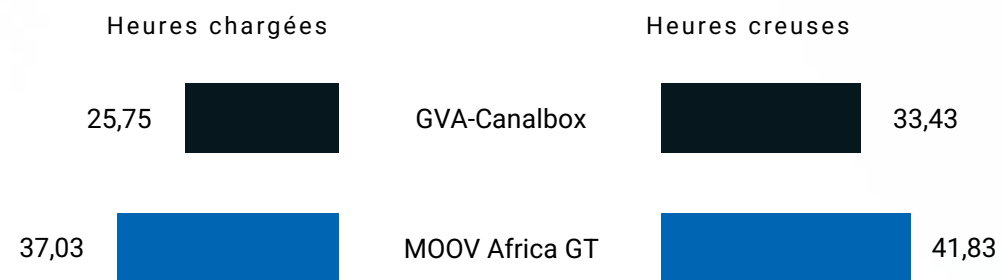 Heures chargées Heures creuses
25,75 GVA-Canalbox 33,43
37,03 MOOV Africa GT 41,83